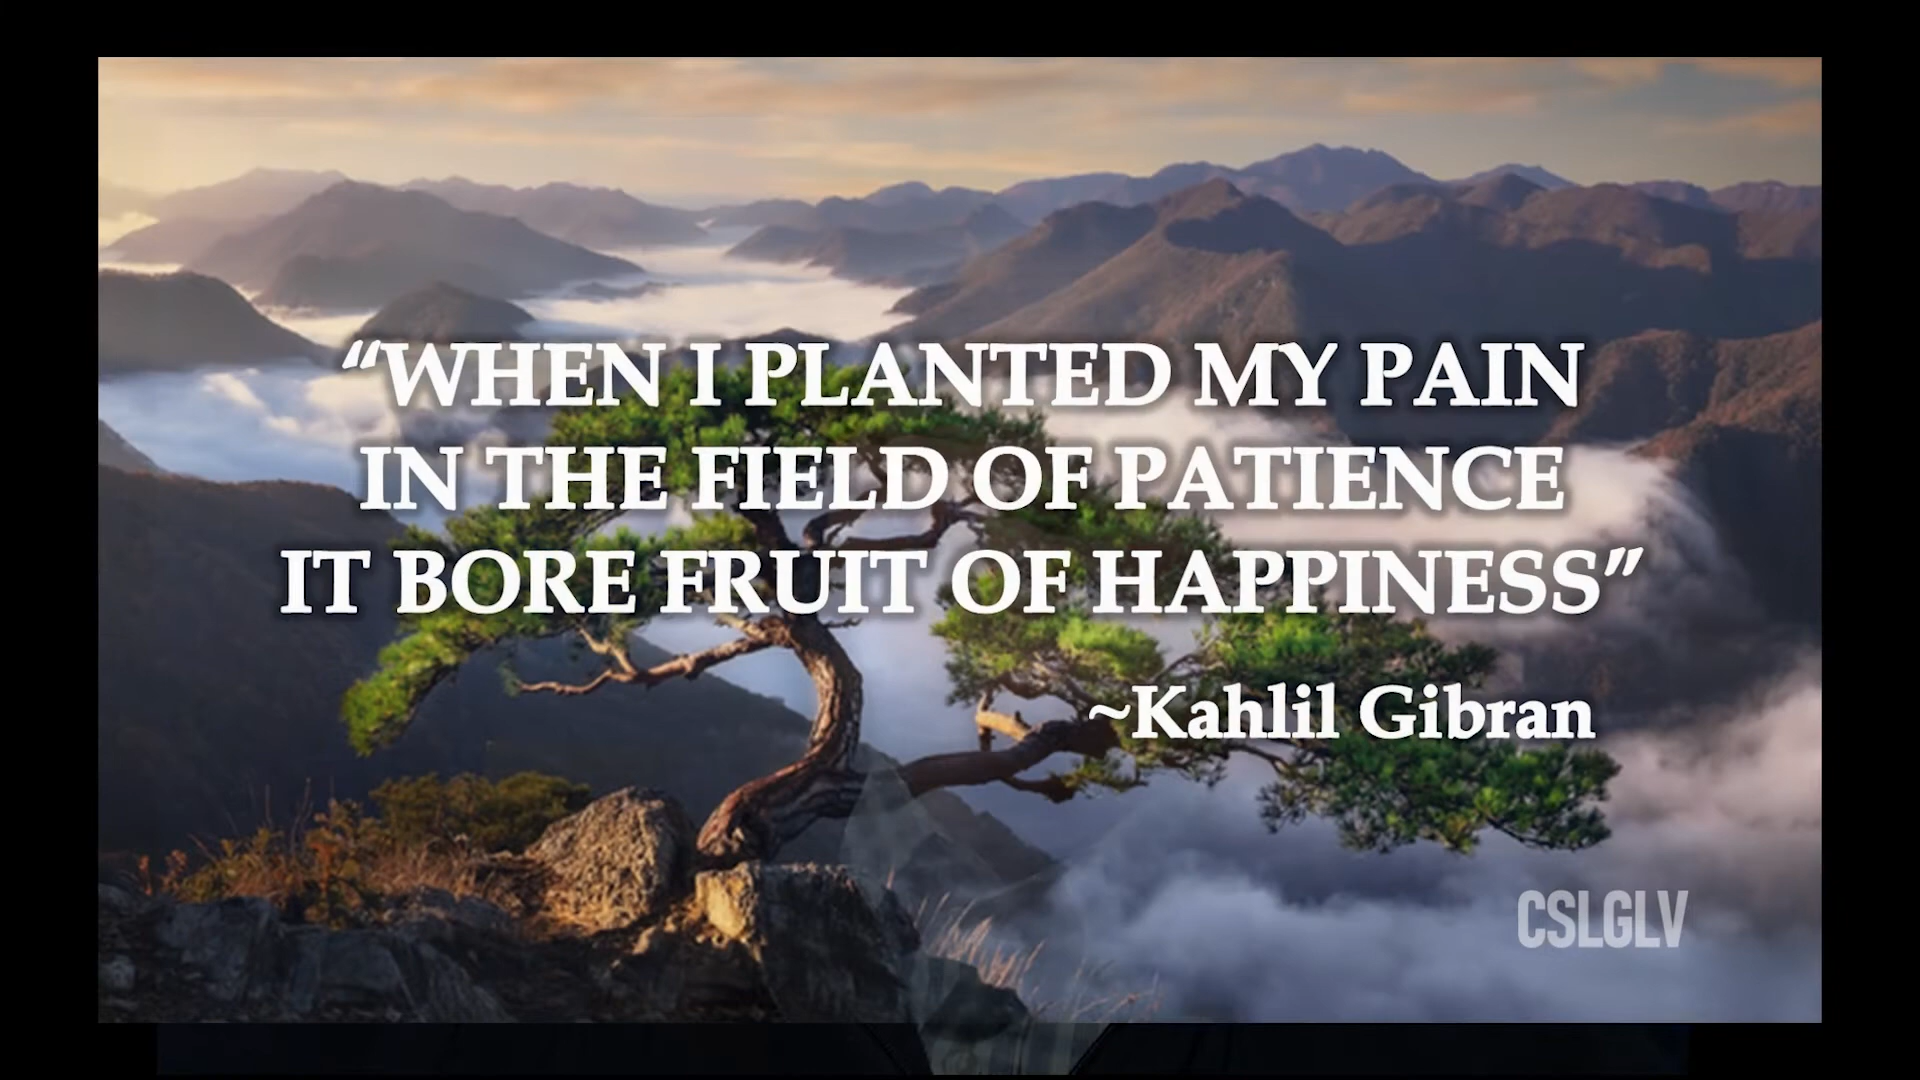 “WHEN I PLANTED MY PAIN
IN THE FIELD OF PATIENCE
IT BORE FRUIT OF HAPPINESS”
~Kahlil Gibran
CSLGLV